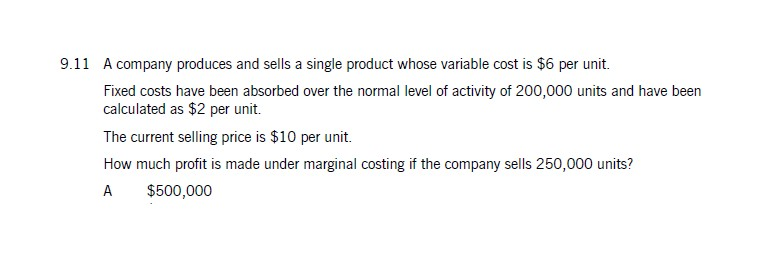 9.11 A company produces and sells a single product whose variable cost is $6 per unit.
Fixed costs have been absorbed over the normal level of activity of 200,000 units and have been
calculated as $2 per unit.
The current selling price is $10 per unit.
How much profit is made under marginal costing if the company sells 250,000 units?
A $500,000